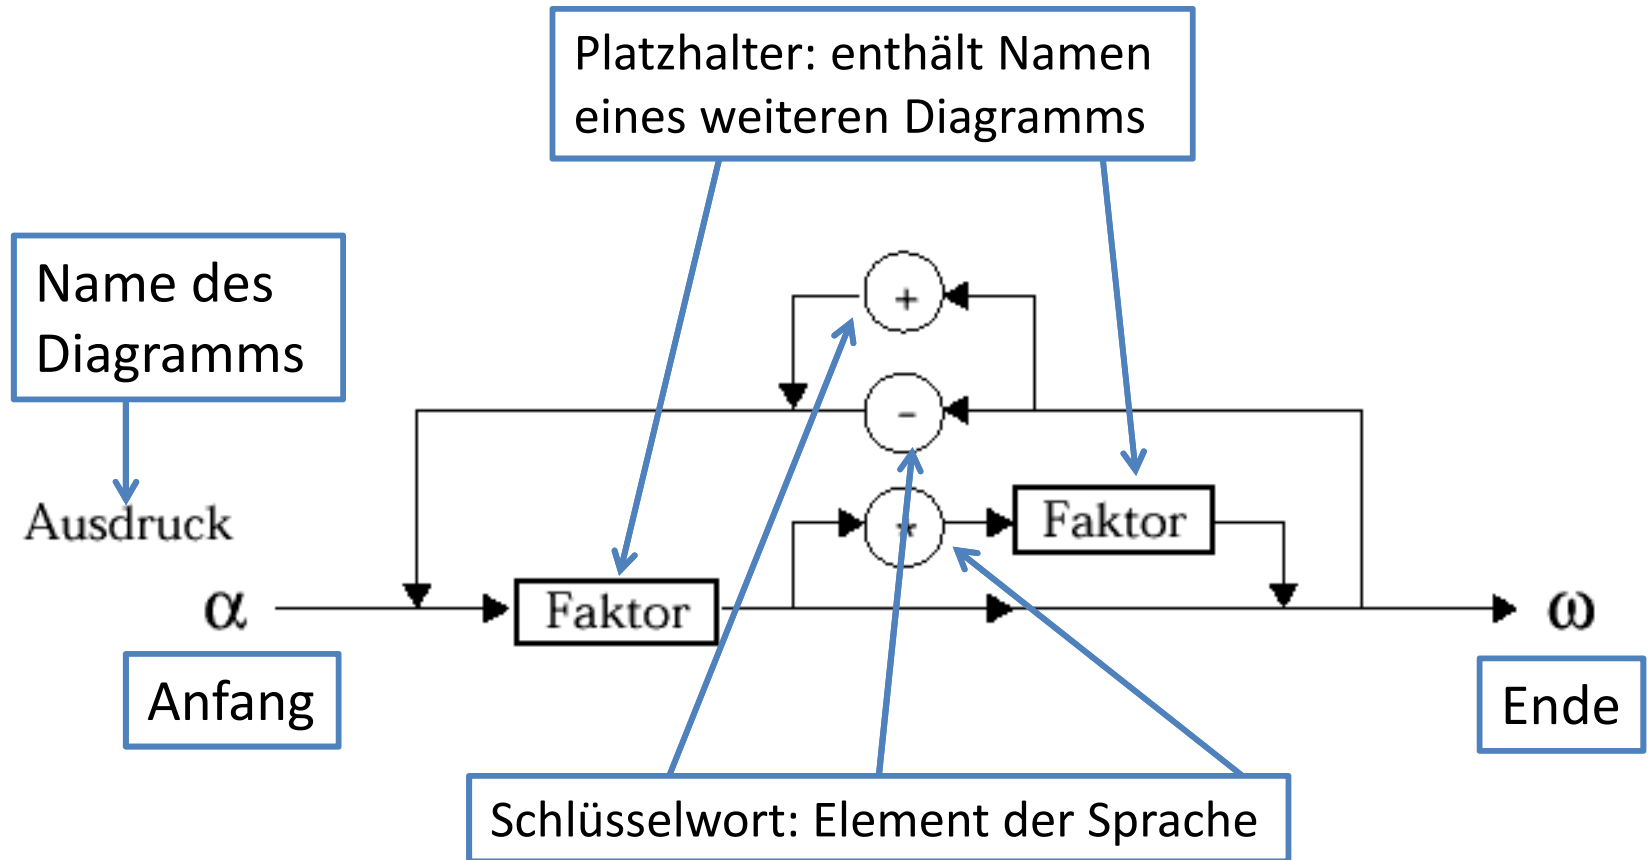 Platzhalter: enthält Namen
eines weiteren Diagramms
Name des
Diagramms
+
-
Ausdruck
*
Faktor
α
Faktor
ω
Anfang
Ende
Schlüsselwort: Element der Sprache